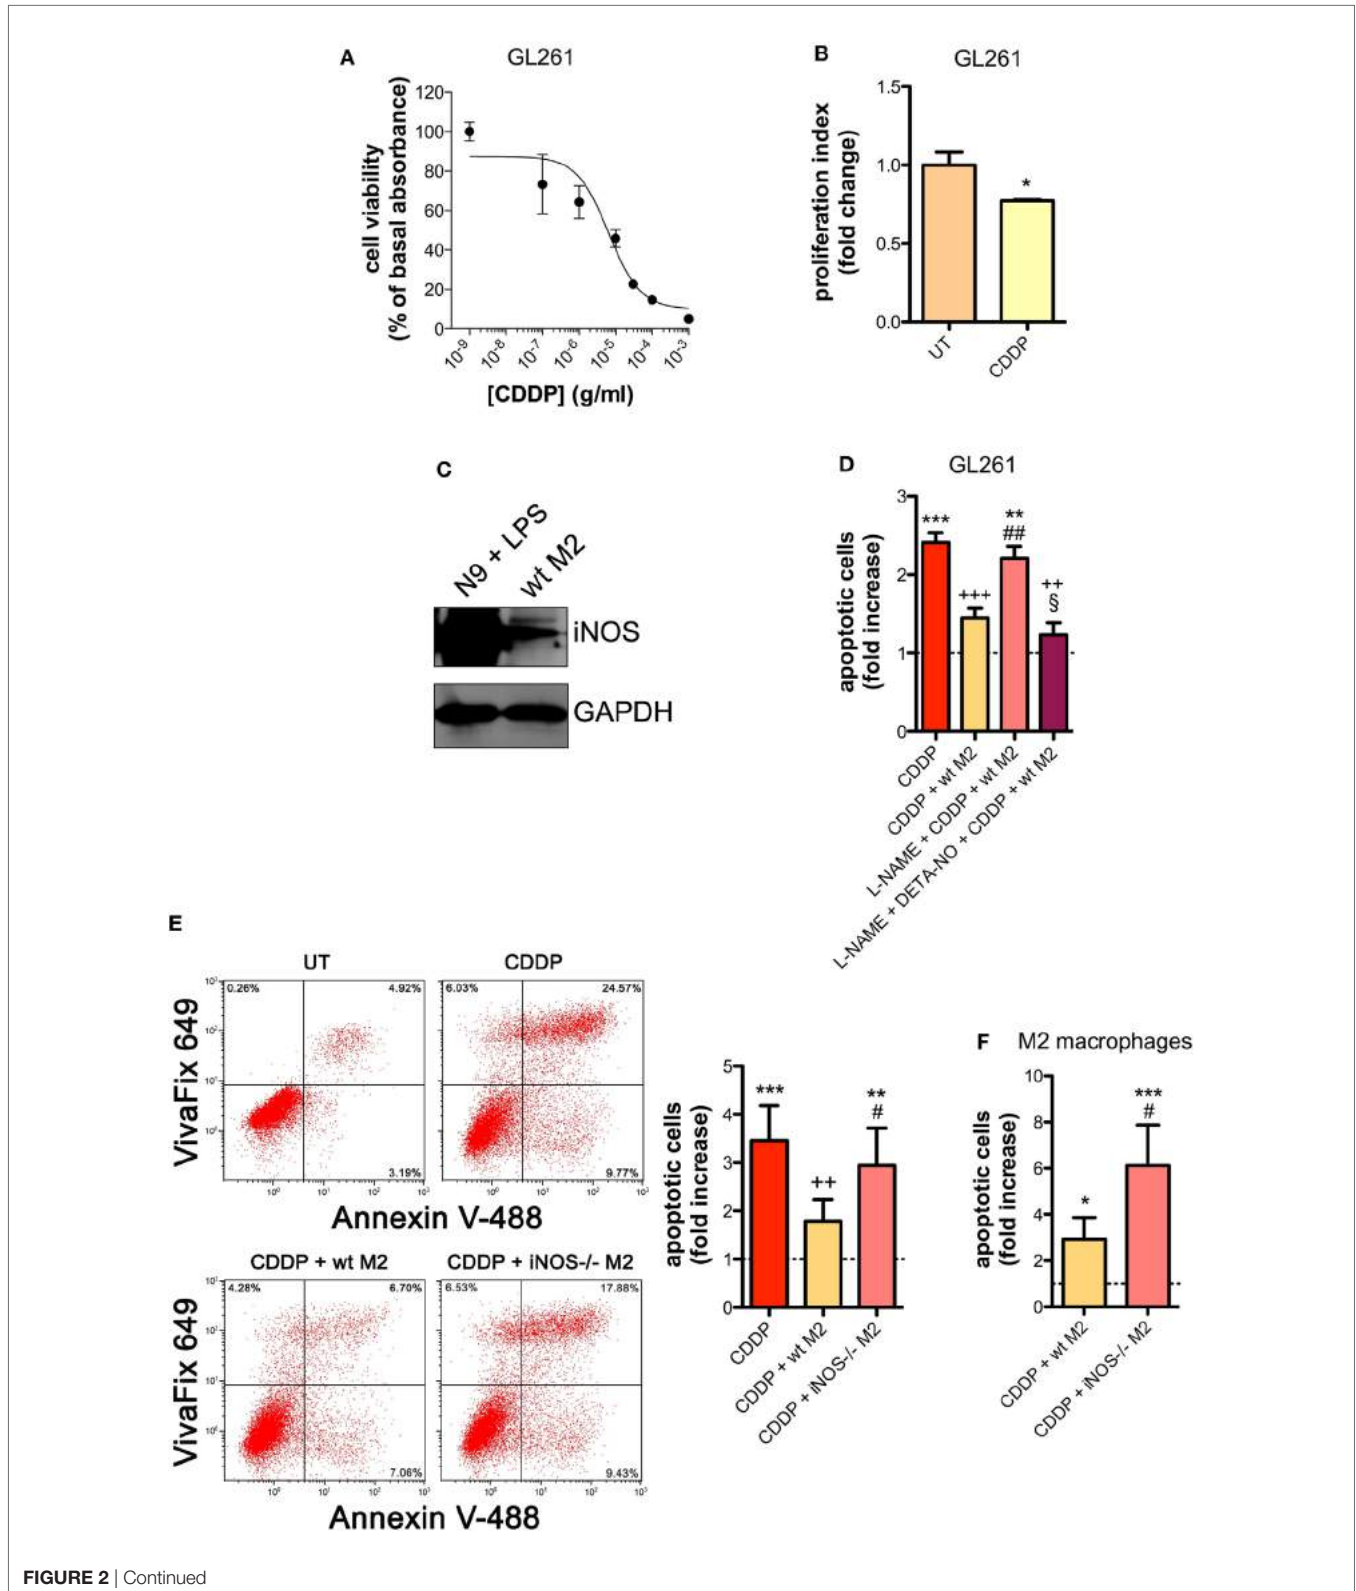 A
GL261
cell viability
(% of basal absorbance)
120
100
80
60
40
20
0
10-9
10-8
10-7
10-6
10-5
10-4
10-3
[CDDP] (g/ml)
B
GL261
proliferation index
(fold change)
1.5
1.0
0.5
0.0
*
UT
CDDP
C
N9 + LPS
wt M2
iNOS
GAPDH
D
GL261
apoptotic cells
(fold increase)
3
2
1
0
***
+++
**
##
++
§
CDDP
CDDP + wt M2
L-NAME + CDDP + wt M2
L-NAME + DETA-NO + CDDP + wt M2
E
UT
CDDP
VivaFix 649
0.26%
4.92%
3.19%
6.03%
24.57%
9.77%
Annexin V-488
CDDP + wt M2
CDDP + iNOS-/- M2
VivaFix 649
4.28%
6.70%
7.06%
6.53%
17.88%
9.43%
Annexin V-488
apoptotic cells
(fold increase)
5
4
3
2
1
0
***
++
**
#
CDDP
CDDP + wt M2
CDDP + iNOS-/- M2
F
M2 macrophages
apoptotic cells
(fold increase)
10
8
6
4
2
0
*
***
#
CDDP + wt M2
CDDP + iNOS-/- M2
FIGURE 2 | Continued